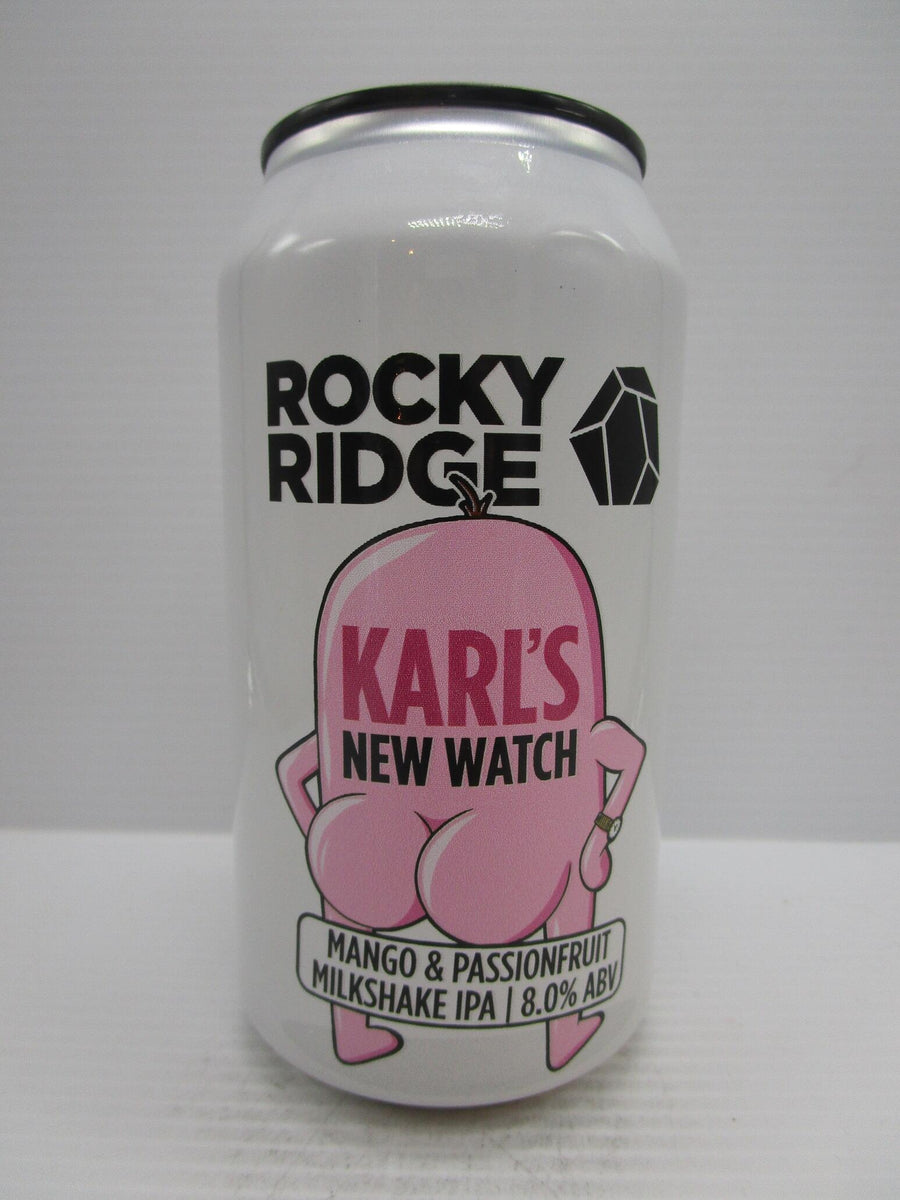 ROCKY
RIDGE
KARL'S
NEW WATCH
MANGO & PASSIONFRUIT
MILKSHAKE IPA | 8.0% ABV